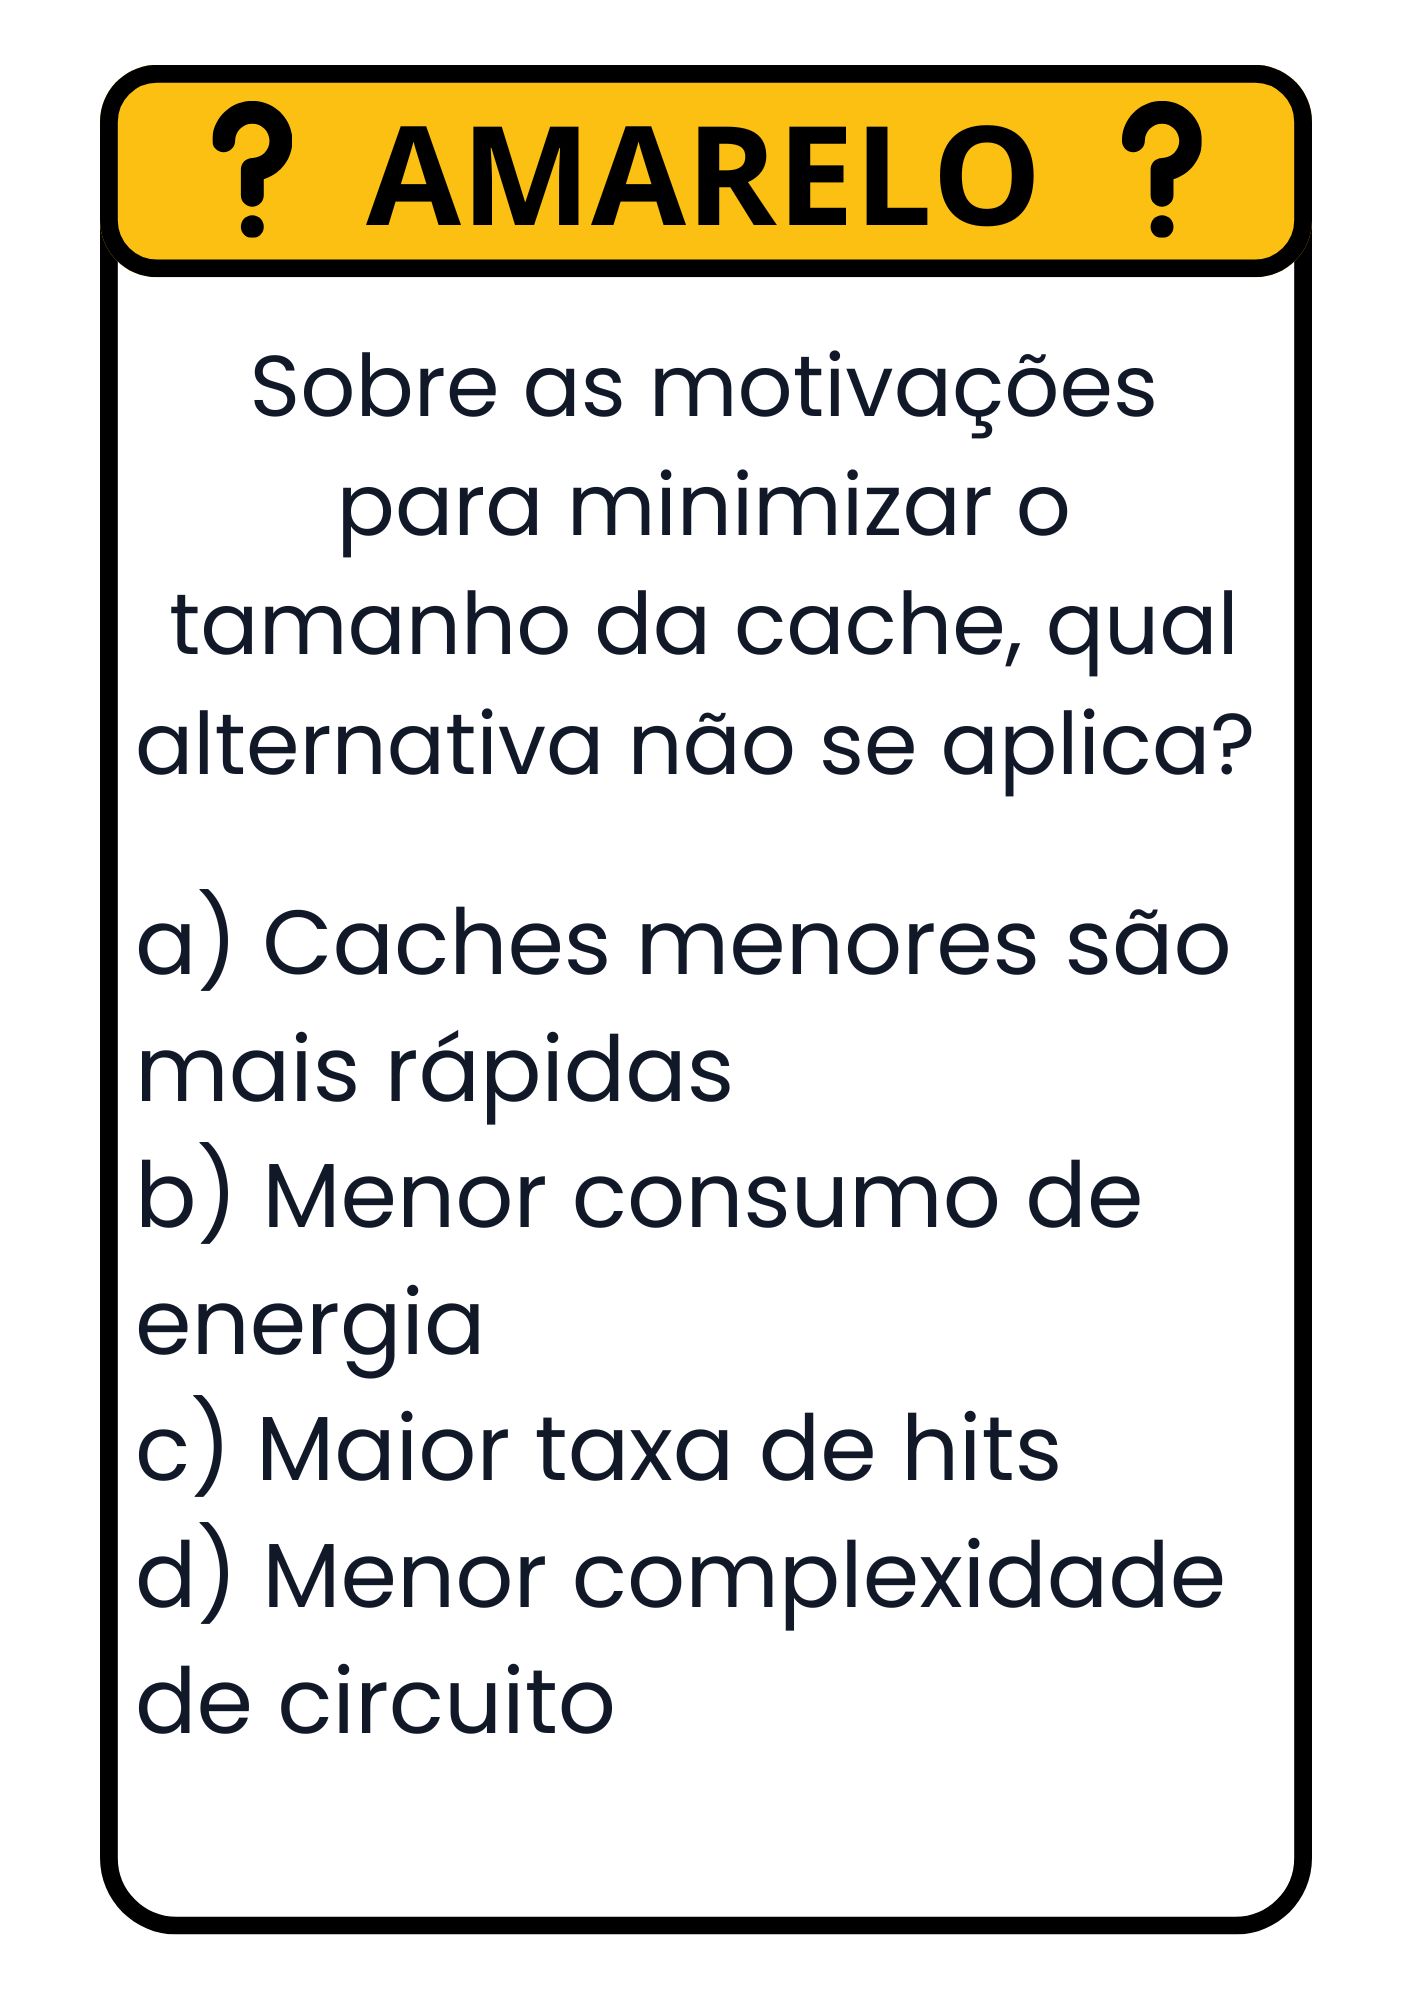 ? AMARELO ?
Sobre as motivações
para minimizar o
tamanho da cache, qual
alternativa não se aplica?
a) Caches menores são
mais rápidas
b) Menor consumo de
energia
c) Maior taxa de hits
d) Menor complexidade
de circuito